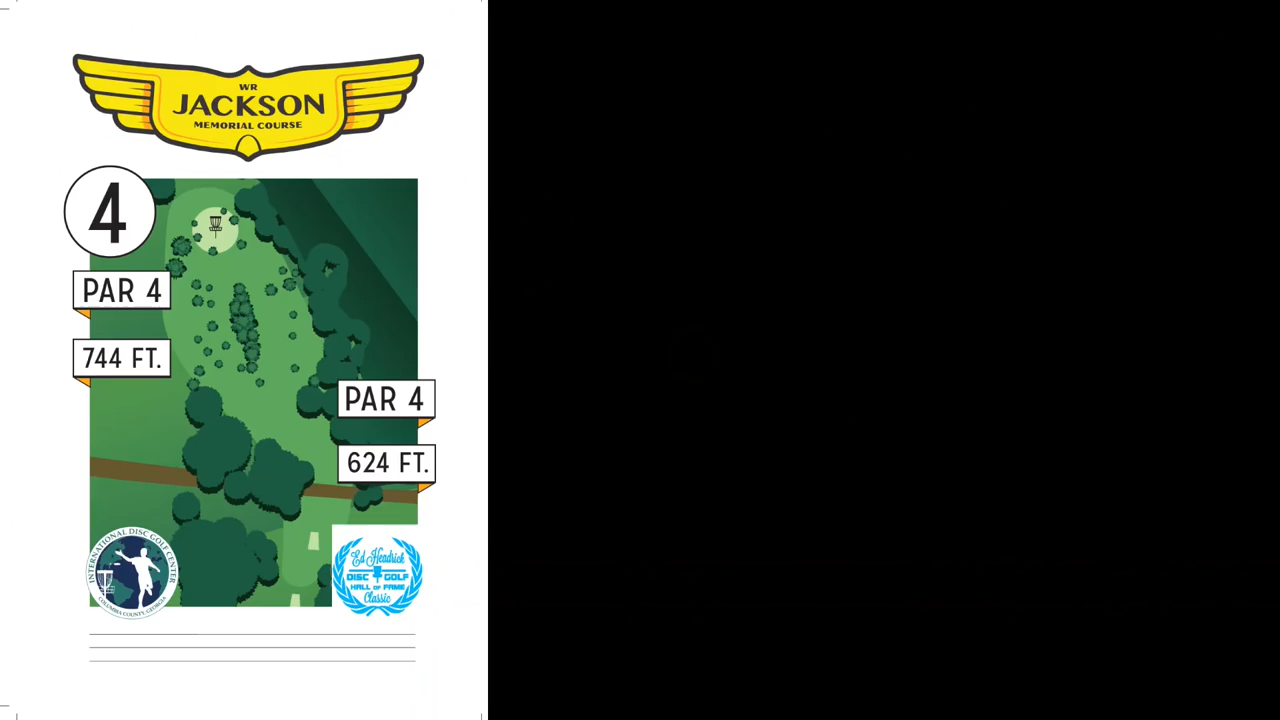 WR
JACKSON
MEMORIAL COURSE
4
PAR 4
744 FT.
PAR 4
624 FT.
INTERNATIONAL DISC GOLF CENTER
COLUMBIA COUNTY, GEORGIA
Ed Headrick
DISC GOLF
HALL OF FAME
Classic